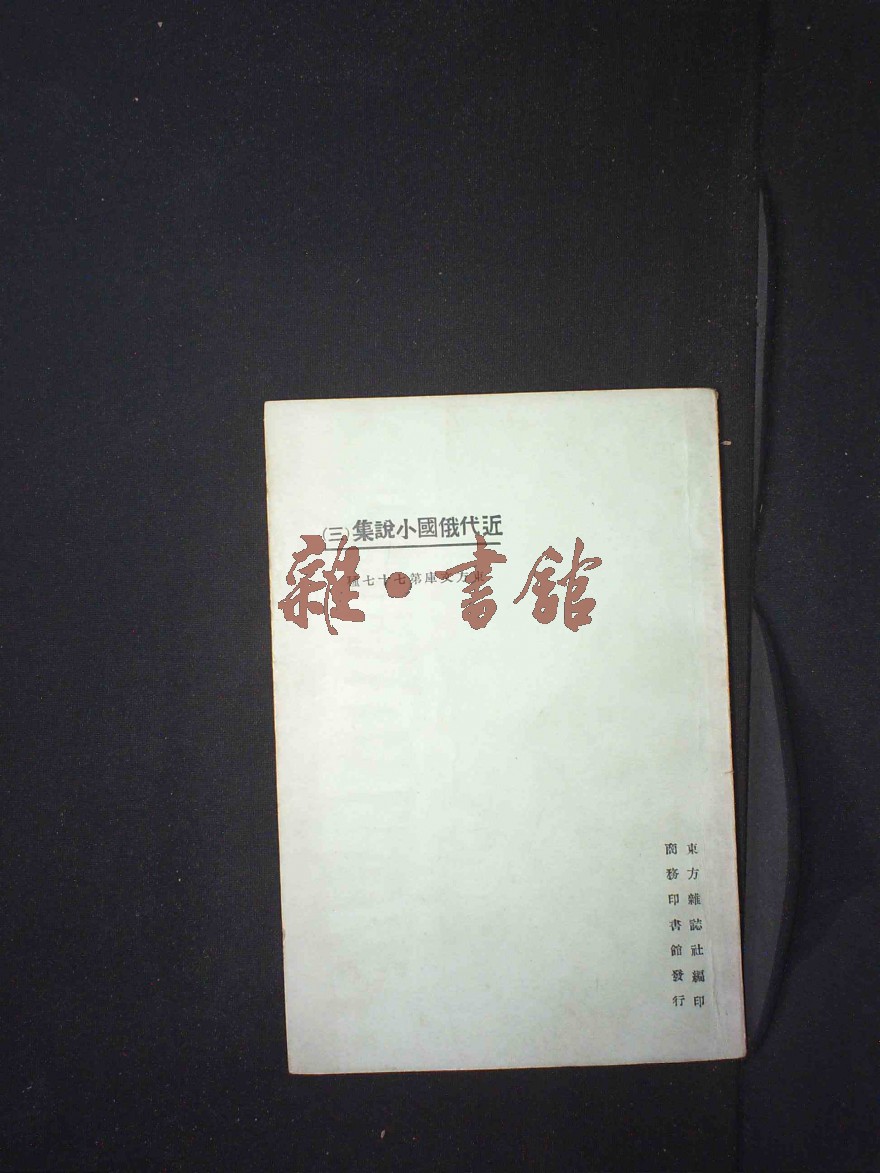 近代俄國小說集(三)
東方文庫第七十七種
雜·書館
東方雜誌社編印
商務印書館發行